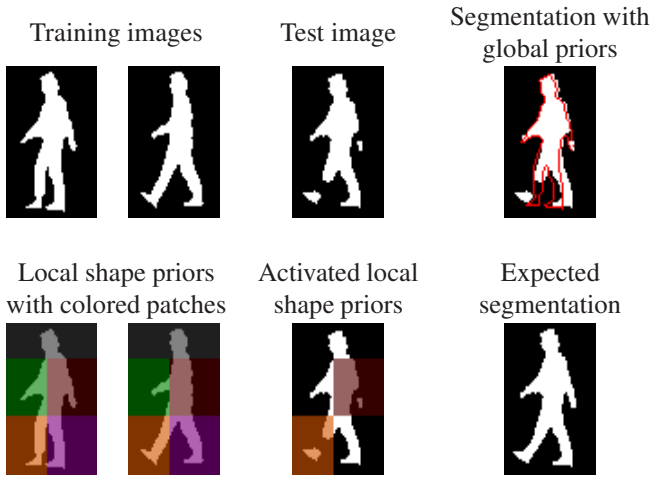 Training images
Test image
Segmentation with
global priors
Local shape priors
with colored patches
Activated local
shape priors
Expected
segmentation